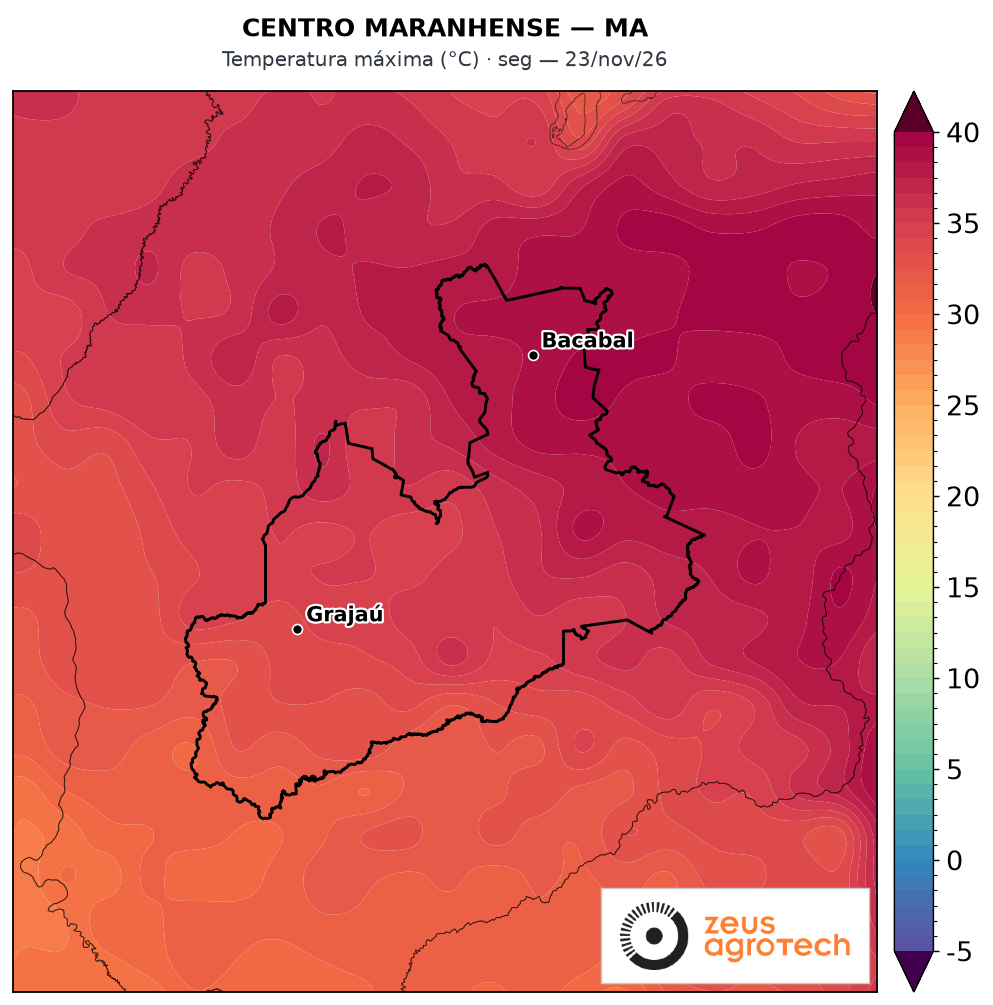 CENTRO MARANHENSE — MA
Temperatura máxima (°C) · seg — 23/nov/26
40
35
30
25
20
15
10
5
0
-5
Bacabal
Grajaú
zeus
agrotech